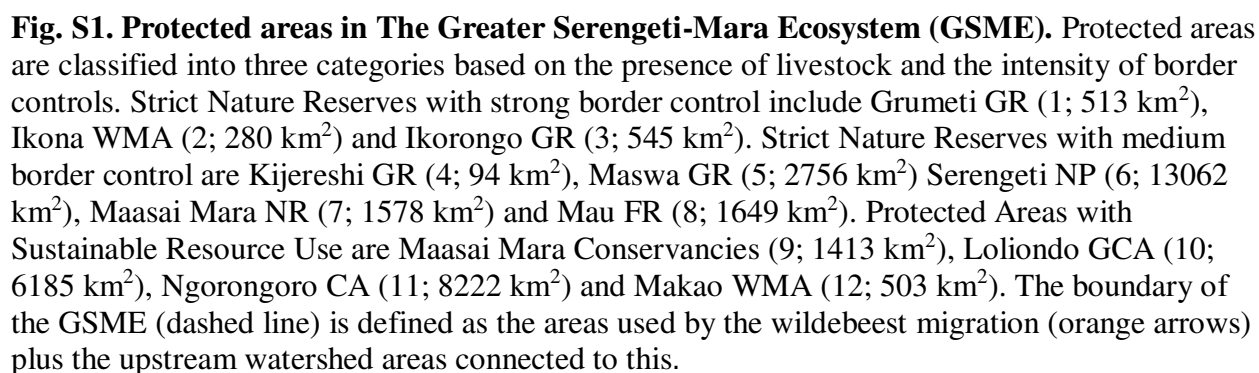 Fig. S1. Protected areas in The Greater Serengeti-Mara Ecosystem (GSME). Protected areas
are classified into three categories based on the presence of livestock and the intensity of border
controls. Strict Nature Reserves with strong border control include Grumeti GR (1; 513 km²),
Ikona WMA (2; 280 km²) and Ikorongo GR (3; 545 km²). Strict Nature Reserves with medium
border control are Kijereshi GR (4; 94 km²), Maswa GR (5; 2756 km²) Serengeti NP (6; 13062
km²), Maasai Mara NR (7; 1578 km²) and Mau FR (8; 1649 km²). Protected Areas with
Sustainable Resource Use are Maasai Mara Conservancies (9; 1413 km²), Loliondo GCA (10;
6185 km²), Ngorongoro CA (11; 8222 km²) and Makao WMA (12; 503 km²). The boundary of
the GSME (dashed line) is defined as the areas used by the wildebeest migration (orange arrows)
plus the upstream watershed areas connected to this.